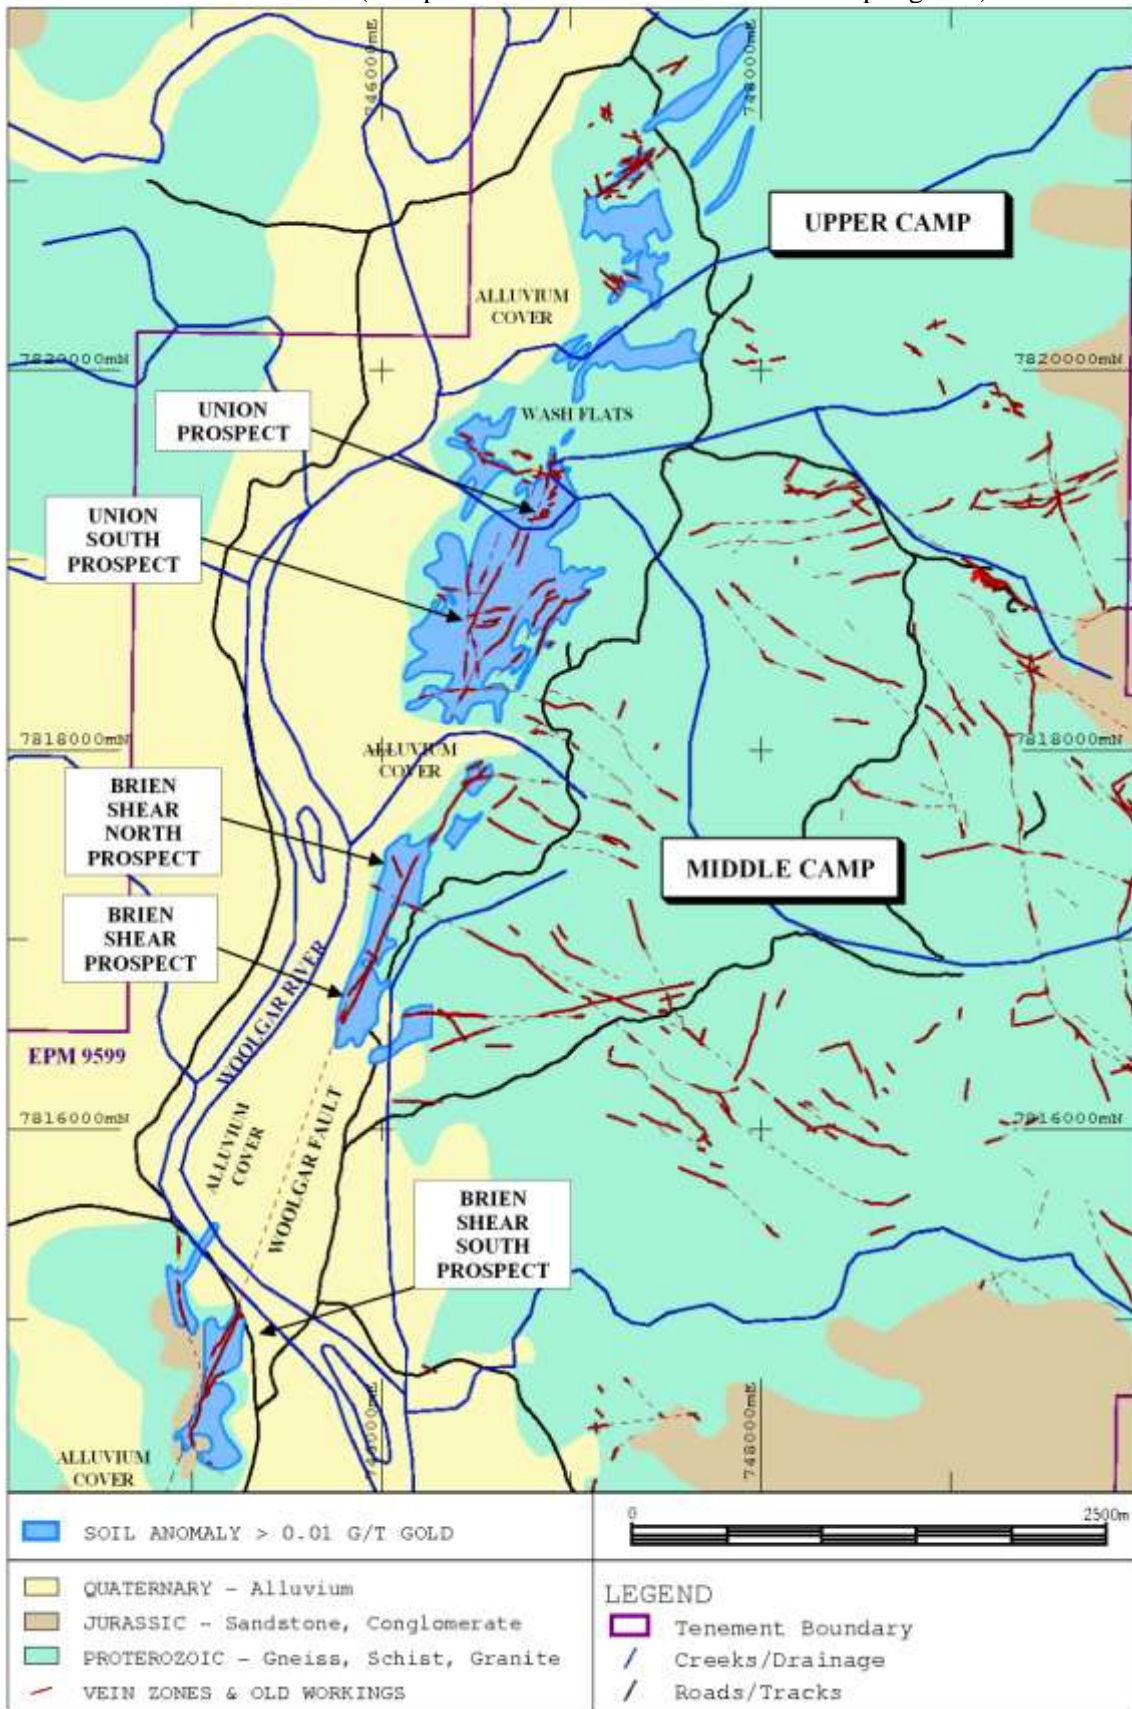 746000mE
748000mE
UPPER CAMP
ALLUVIUM
COVER
7820000mN
7820000mN
UNION
PROSPECT
WASH FLATS
UNION
SOUTH
PROSPECT
7818000mN
7818000mN
ALLUVIUM
COVER
BRIEN
SHEAR
NORTH
PROSPECT
MIDDLE CAMP
BRIEN
SHEAR
PROSPECT
WOOLGAR RIVER
EPM 9599
7816000mN
7816000mN
ALLUVIUM
COVER
WOOLGAR FAULT
BRIEN
SHEAR
SOUTH
PROSPECT
746000mE
748000mE
ALLUVIUM
COVER
SOIL ANOMALY > 0.01 G/T GOLD
0
2500m
QUATERNARY - Alluvium
JURASSIC - Sandstone, Conglomerate
PROTEROZOIC - Gneiss, Schist, Granite
VEIN ZONES & OLD WORKINGS
LEGEND
Tenement Boundary
Creeks/Drainage
Roads/Tracks